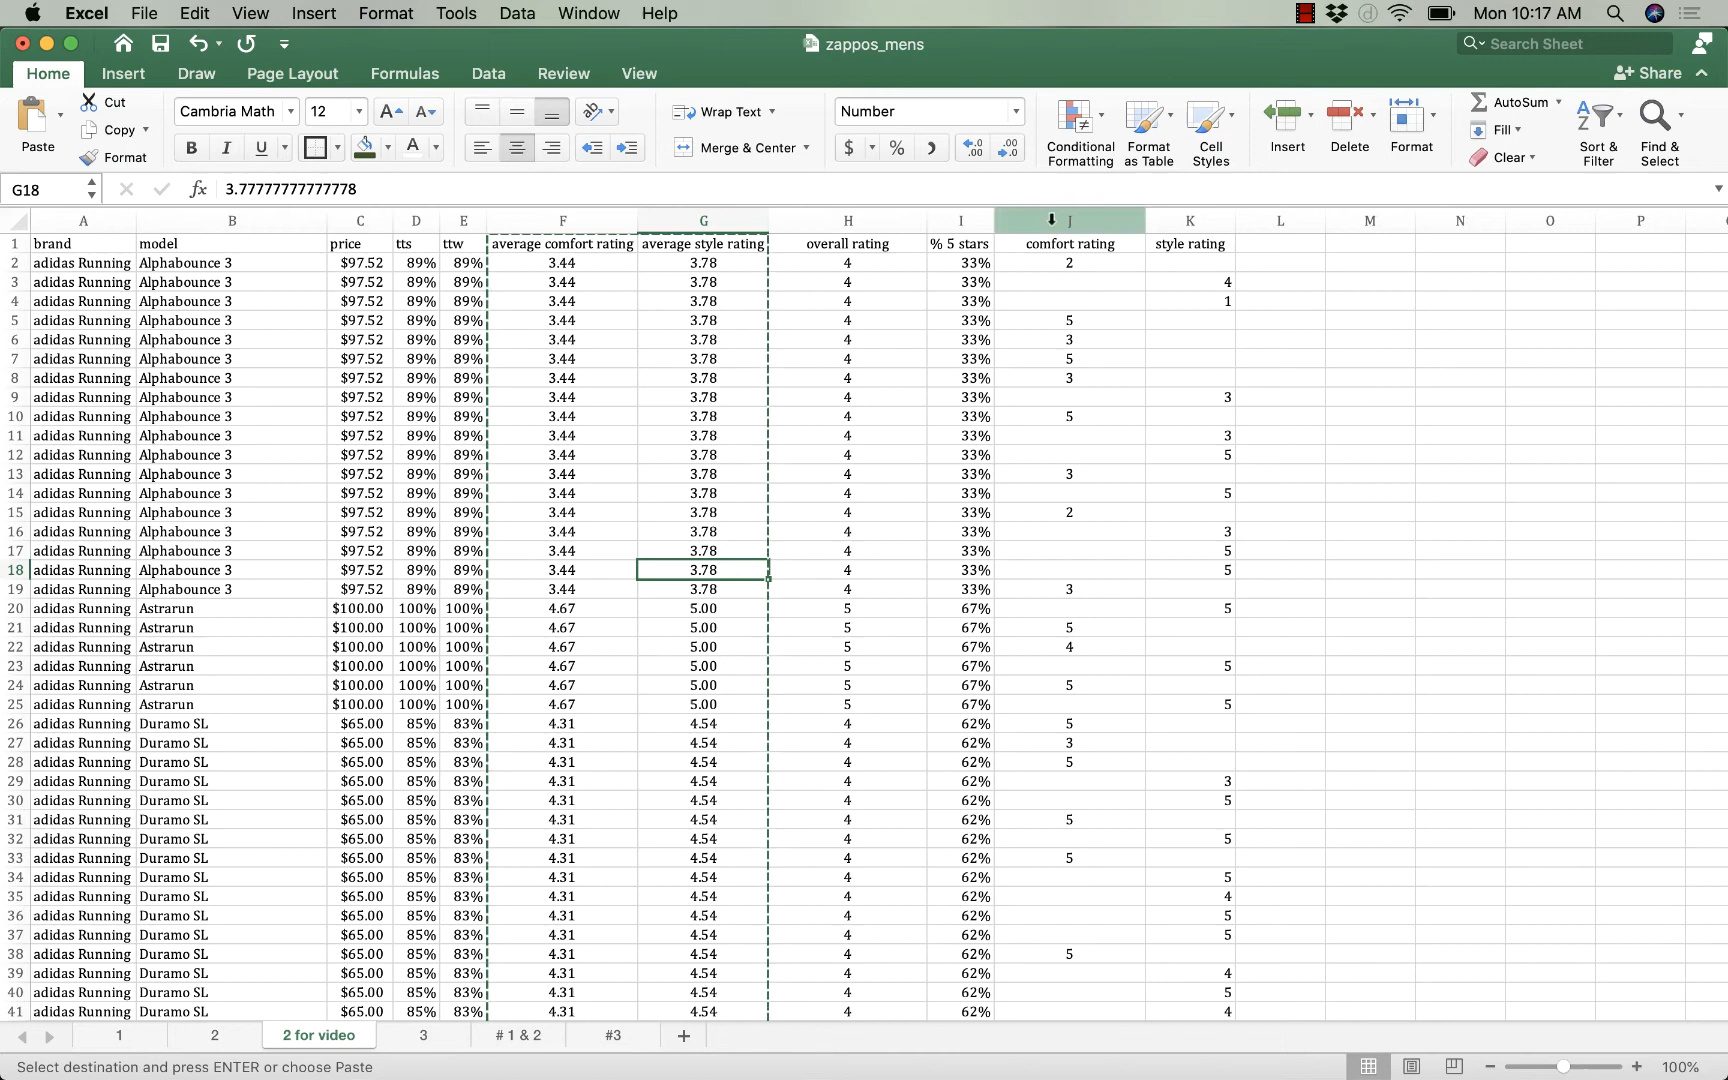 Excel File Edit View Insert Format Tools Data Window Help Mon 10:17 AM
zappos_mens Search Sheet
Home Insert Draw Page Layout Formulas Data Review View Share
Cut Cambria Math 12 Wrap Text Number AutoSum
Copy Fill
Paste Format Merge & Center Conditional Formatting Format as Table Cell Styles Insert Delete Format Clear Sort & Filter Find & Select
G18 fx 3.77777777777778
A B C D E F G H I J K L M N O P
1 brand model price tts ttw average comfort rating average style rating overall rating % 5 stars comfort rating style rating
2 adidas Running Alphabounce 3 $97.52 89% 89% 3.44 3.78 4 33% 2
3 adidas Running Alphabounce 3 $97.52 89% 89% 3.44 3.78 4 33% 4
4 adidas Running Alphabounce 3 $97.52 89% 89% 3.44 3.78 4 33% 1
5 adidas Running Alphabounce 3 $97.52 89% 89% 3.44 3.78 4 33% 5
6 adidas Running Alphabounce 3 $97.52 89% 89% 3.44 3.78 4 33% 3
7 adidas Running Alphabounce 3 $97.52 89% 89% 3.44 3.78 4 33% 5
8 adidas Running Alphabounce 3 $97.52 89% 89% 3.44 3.78 4 33% 3
9 adidas Running Alphabounce 3 $97.52 89% 89% 3.44 3.78 4 33% 3
10 adidas Running Alphabounce 3 $97.52 89% 89% 3.44 3.78 4 33% 5
11 adidas Running Alphabounce 3 $97.52 89% 89% 3.44 3.78 4 33% 3
12 adidas Running Alphabounce 3 $97.52 89% 89% 3.44 3.78 4 33% 5
13 adidas Running Alphabounce 3 $97.52 89% 89% 3.44 3.78 4 33% 3
14 adidas Running Alphabounce 3 $97.52 89% 89% 3.44 3.78 4 33% 5
15 adidas Running Alphabounce 3 $97.52 89% 89% 3.44 3.78 4 33% 2
16 adidas Running Alphabounce 3 $97.52 89% 89% 3.44 3.78 4 33% 3
17 adidas Running Alphabounce 3 $97.52 89% 89% 3.44 3.78 4 33% 5
18 adidas Running Alphabounce 3 $97.52 89% 89% 3.44 3.78 4 33% 5
19 adidas Running Alphabounce 3 $97.52 89% 89% 3.44 3.78 4 33% 3
20 adidas Running Astrarun $100.00 100% 100% 4.67 5.00 5 67% 5
21 adidas Running Astrarun $100.00 100% 100% 4.67 5.00 5 67% 5
22 adidas Running Astrarun $100.00 100% 100% 4.67 5.00 5 67% 4
23 adidas Running Astrarun $100.00 100% 100% 4.67 5.00 5 67% 5
24 adidas Running Astrarun $100.00 100% 100% 4.67 5.00 5 67% 5
25 adidas Running Astrarun $100.00 100% 100% 4.67 5.00 5 67% 5
26 adidas Running Duramo SL $65.00 85% 83% 4.31 4.54 4 62% 5
27 adidas Running Duramo SL $65.00 85% 83% 4.31 4.54 4 62% 3
28 adidas Running Duramo SL $65.00 85% 83% 4.31 4.54 4 62% 5
29 adidas Running Duramo SL $65.00 85% 83% 4.31 4.54 4 62% 3
30 adidas Running Duramo SL $65.00 85% 83% 4.31 4.54 4 62% 5
31 adidas Running Duramo SL $65.00 85% 83% 4.31 4.54 4 62% 5
32 adidas Running Duramo SL $65.00 85% 83% 4.31 4.54 4 62% 5
33 adidas Running Duramo SL $65.00 85% 83% 4.31 4.54 4 62% 5
34 adidas Running Duramo SL $65.00 85% 83% 4.31 4.54 4 62% 5
35 adidas Running Duramo SL $65.00 85% 83% 4.31 4.54 4 62% 4
36 adidas Running Duramo SL $65.00 85% 83% 4.31 4.54 4 62% 5
37 adidas Running Duramo SL $65.00 85% 83% 4.31 4.54 4 62% 5
38 adidas Running Duramo SL $65.00 85% 83% 4.31 4.54 4 62% 5
39 adidas Running Duramo SL $65.00 85% 83% 4.31 4.54 4 62% 4
40 adidas Running Duramo SL $65.00 85% 83% 4.31 4.54 4 62% 5
41 adidas Running Duramo SL $65.00 85% 83% 4.31 4.54 4 62% 4
1 2 2 for video 3 # 1 & 2 #3 +
Select destination and press ENTER or choose Paste 100%